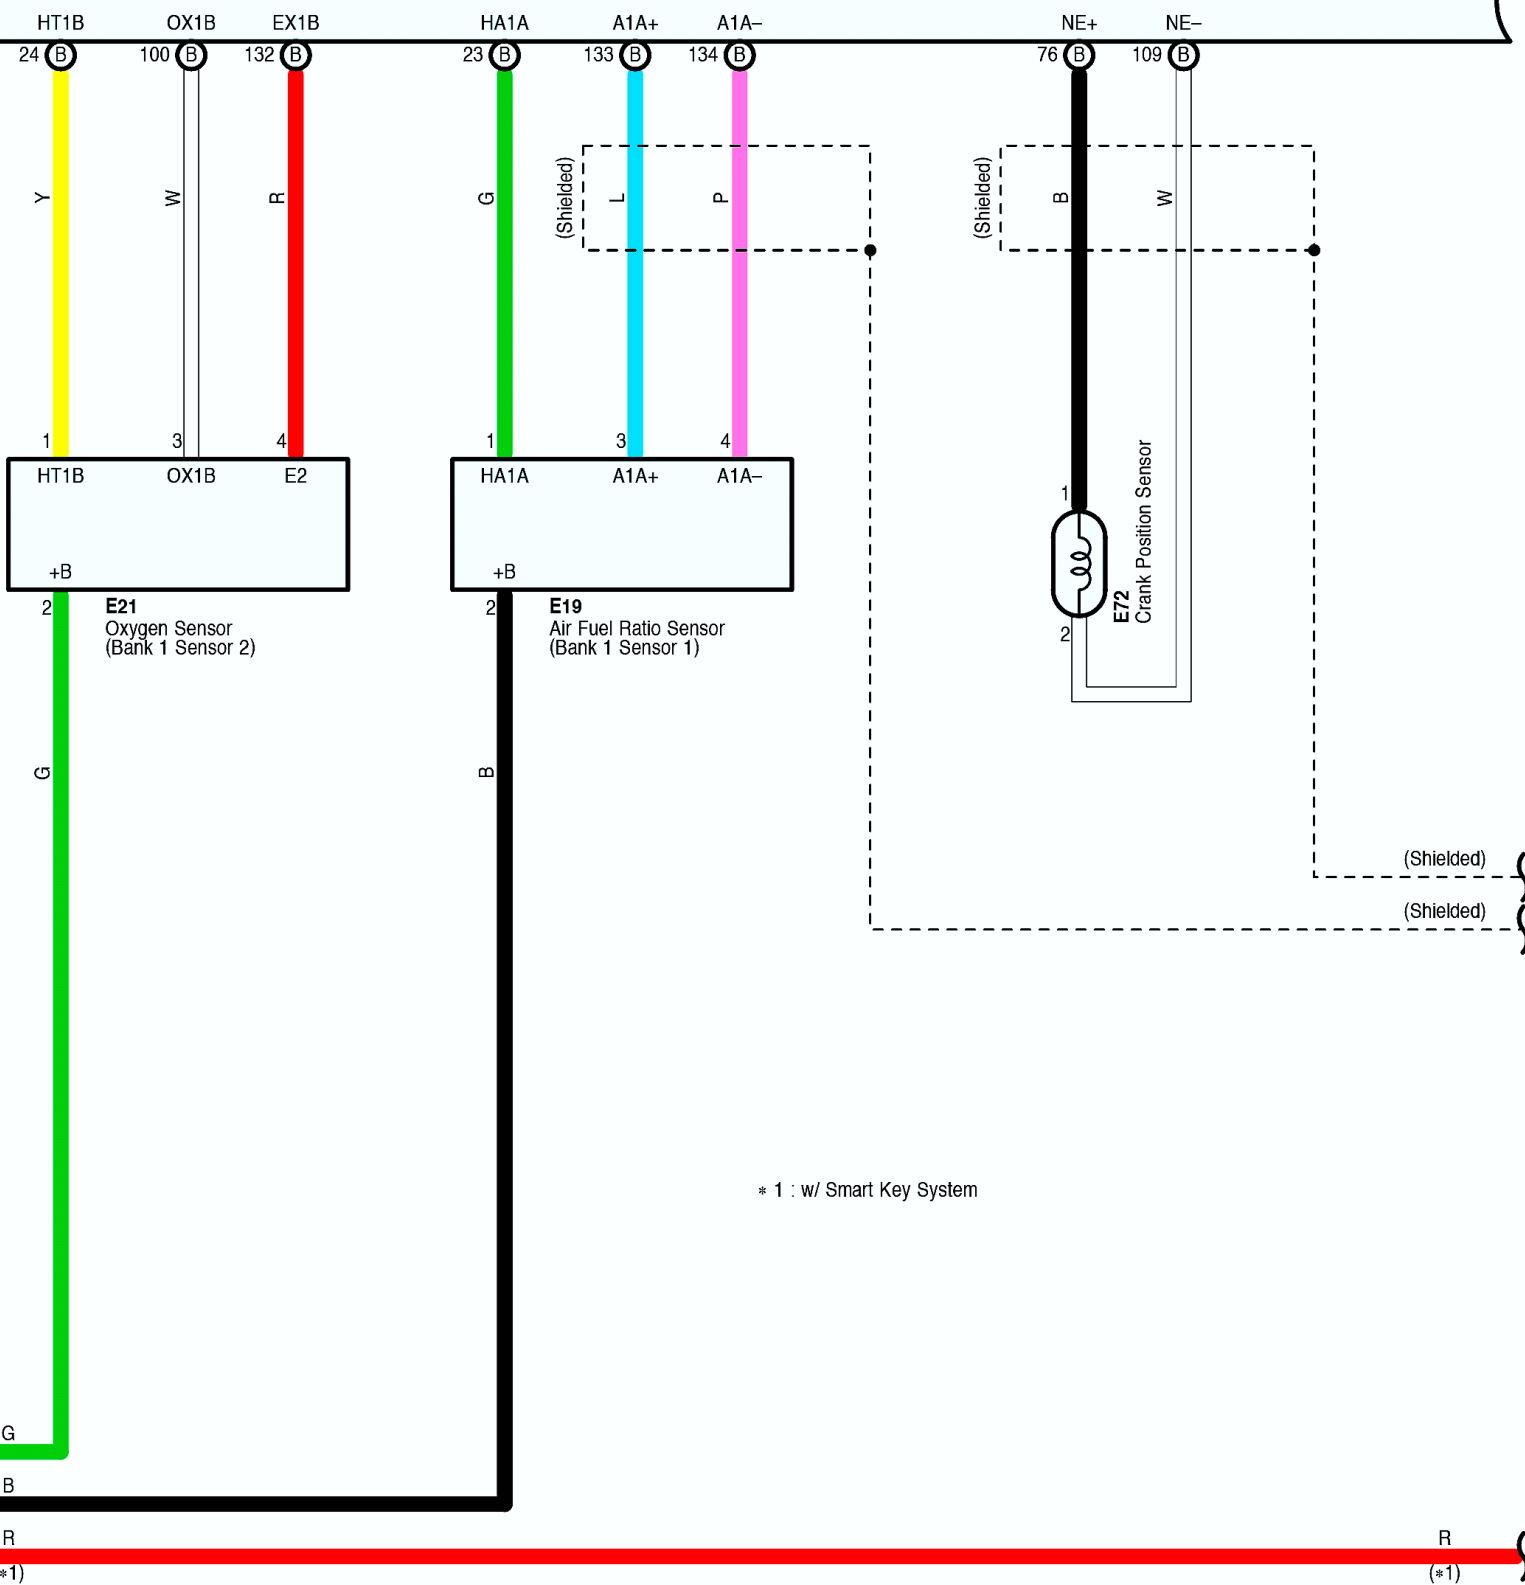 HT1B OX1B EX1B HA1A A1A+ A1A– NE+ NE–
24 B 100 B 132 B 23 B 133 B 134 B 76 B 109 B
Y W R G (Shielded) L P (Shielded) B W
1 3 4 1 3 4
HT1B OX1B E2 HA1A A1A+ A1A–
1
+B +B
2 E21 2 E19
Oxygen Sensor Air Fuel Ratio Sensor
(Bank 1 Sensor 2) (Bank 1 Sensor 1)
2
E72
Crank Position Sensor
G B
(Shielded)
(Shielded)
* 1 : w/ Smart Key System
G
B
R R
*1) (*1)